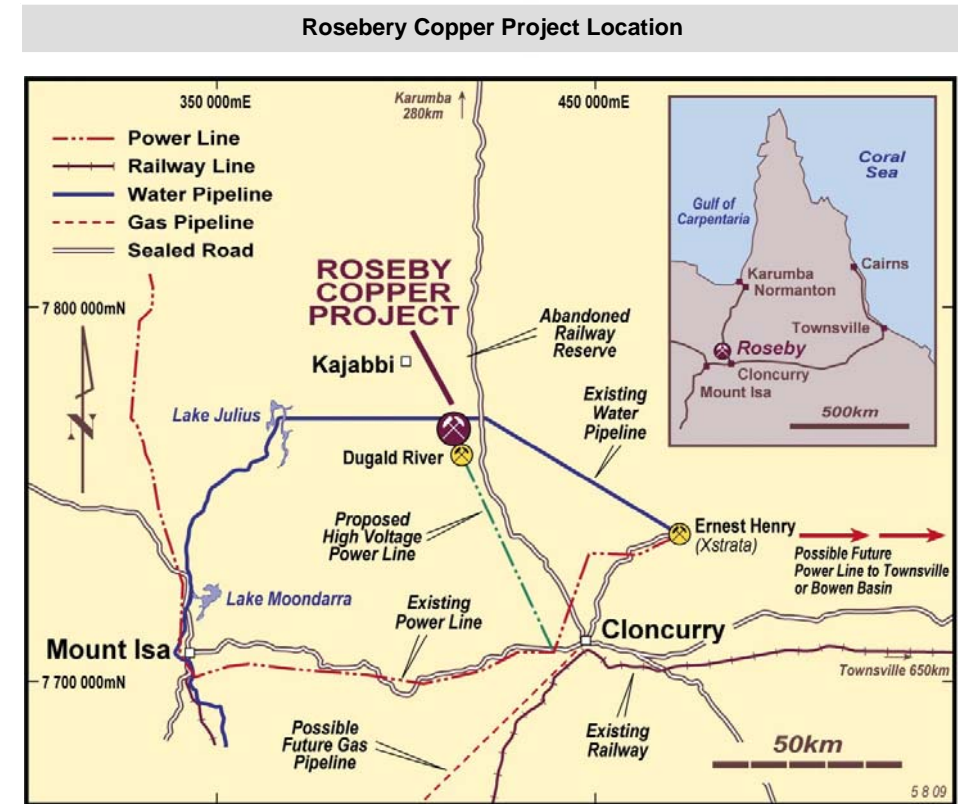 Rosebery Copper Project Location
350 000mE
Karumba
280km
450 000mE
Power Line
Railway Line
Water Pipeline
Gas Pipeline
Sealed Road
Coral
Sea
Gulf of
Carpentaria
Karumba
Normanton
Cairns
Townsville
Roseby
Cloncurry
Mount Isa
500km
7 800 000mN
ROSEBY
COPPER
PROJECT
Abandoned
Railway
Reserve
Kajabbi
N
Lake Julius
Existing
Water
Pipeline
Dugald River
Proposed
High Voltage
Power Line
Ernest Henry
(Xstrata)
Possible Future
Power Line to Townsville
or Bowen Basin
Lake Moondarra
Existing
Power Line
Mount Isa
Cloncurry
7 700 000mN
Townsville 650km
Possible
Future Gas
Pipeline
Existing
Railway
50km
5 8 09